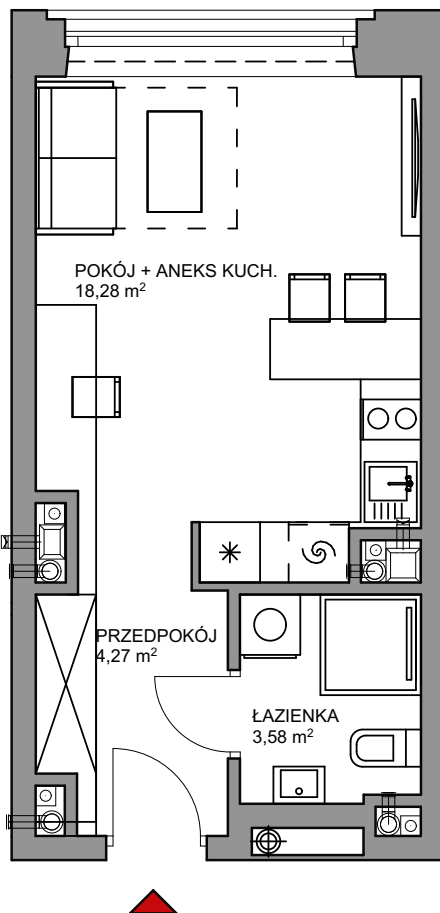 POKÓJ + ANEKS KUCH.
18,28 m²
PRZEDPOKÓJ
4,27 m²
ŁAZIENKA
3,58 m²